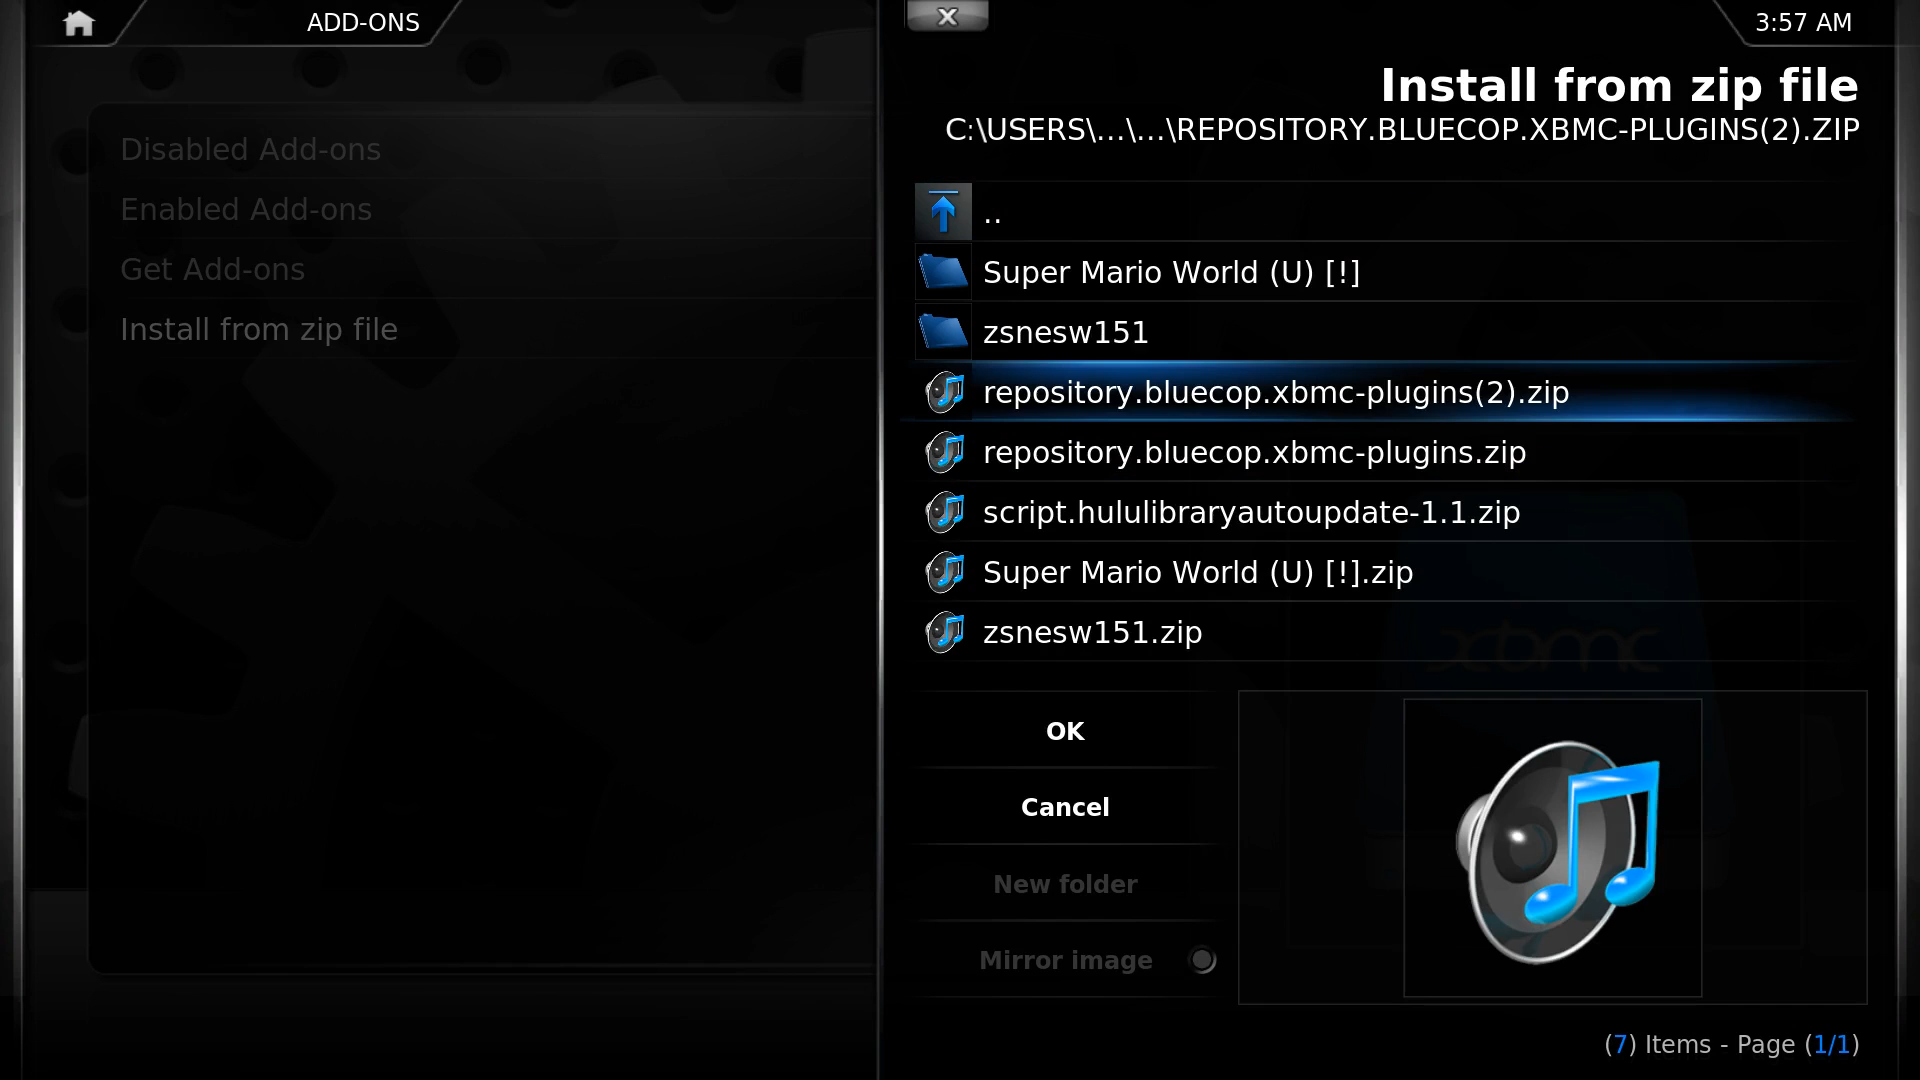 ADD-ONS
3:57 AM
Install from zip file
C:\USERS\...\...\REPOSITORY.BLUECOP.XBMC-PLUGINS(2).ZIP
Disabled Add-ons
Enabled Add-ons
Get Add-ons
Install from zip file
..
Super Mario World (U) [!]
zsnesw151
repository.bluecop.xbmc-plugins(2).zip
repository.bluecop.xbmc-plugins.zip
script.hululibraryautoupdate-1.1.zip
Super Mario World (U) [!].zip
zsnesw151.zip
xbmc
OK
Cancel
New folder
Mirror image
(7) Items - Page (1/1)